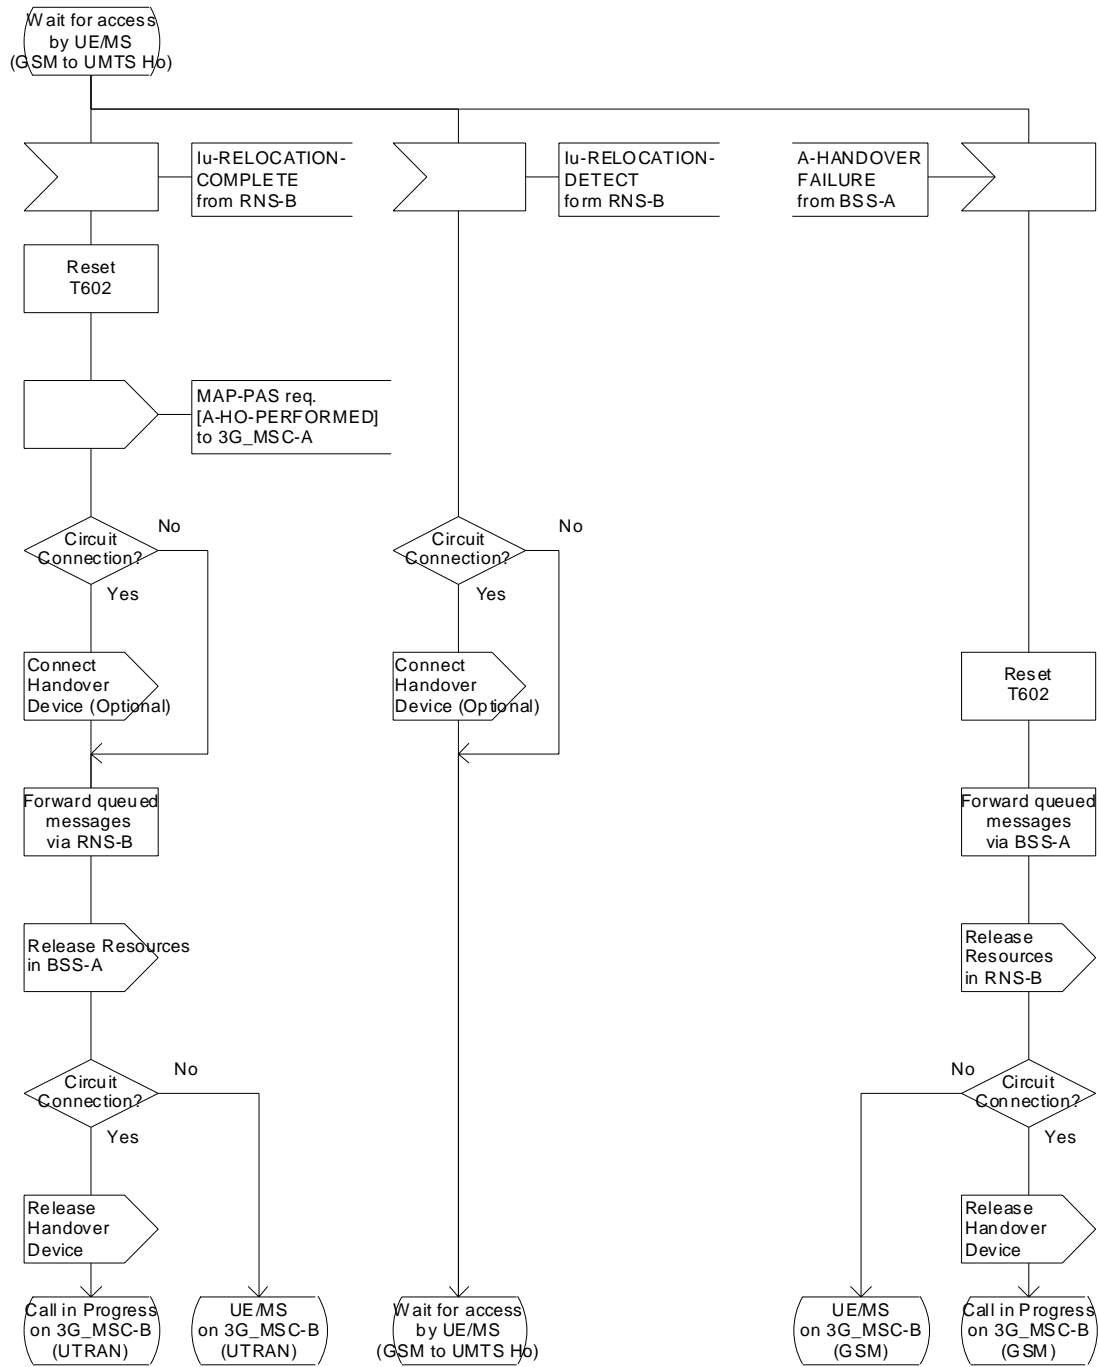 Wait for access
by UE/MS
(GSM to UMTS Ho)
Iu-RELOCATION-
COMPLETE
from RNS-B
Iu-RELOCATION-
DETECT
form RNS-B
A-HANDOVER
FAILURE
from BSS-A
Reset
T602
MAP-PAS req.
[A-HO-PERFORMED]
to 3G_MSC-A
Circuit
Connection?
No
Yes
Circuit
Connection?
No
Yes
Connect
Handover
Device (Optional)
Connect
Handover
Device (Optional)
Reset
T602
Forward queued
messages
via RNS-B
Forward queued
messages
via BSS-A
Release Resources
in BSS-A
Release
Resources
in RNS-B
Circuit
Connection?
No
Yes
No
Circuit
Connection?
Yes
Release
Handover
Device
Release
Handover
Device
Call in Progress
on 3G_MSC-B
(UTRAN)
UE/MS
on 3G_MSC-B
(UTRAN)
Wait for access
by UE/MS
(GSM to UMTS Ho)
UE/MS
on 3G_MSC-B
(GSM)
Call in Progress
on 3G_MSC-B
(GSM)